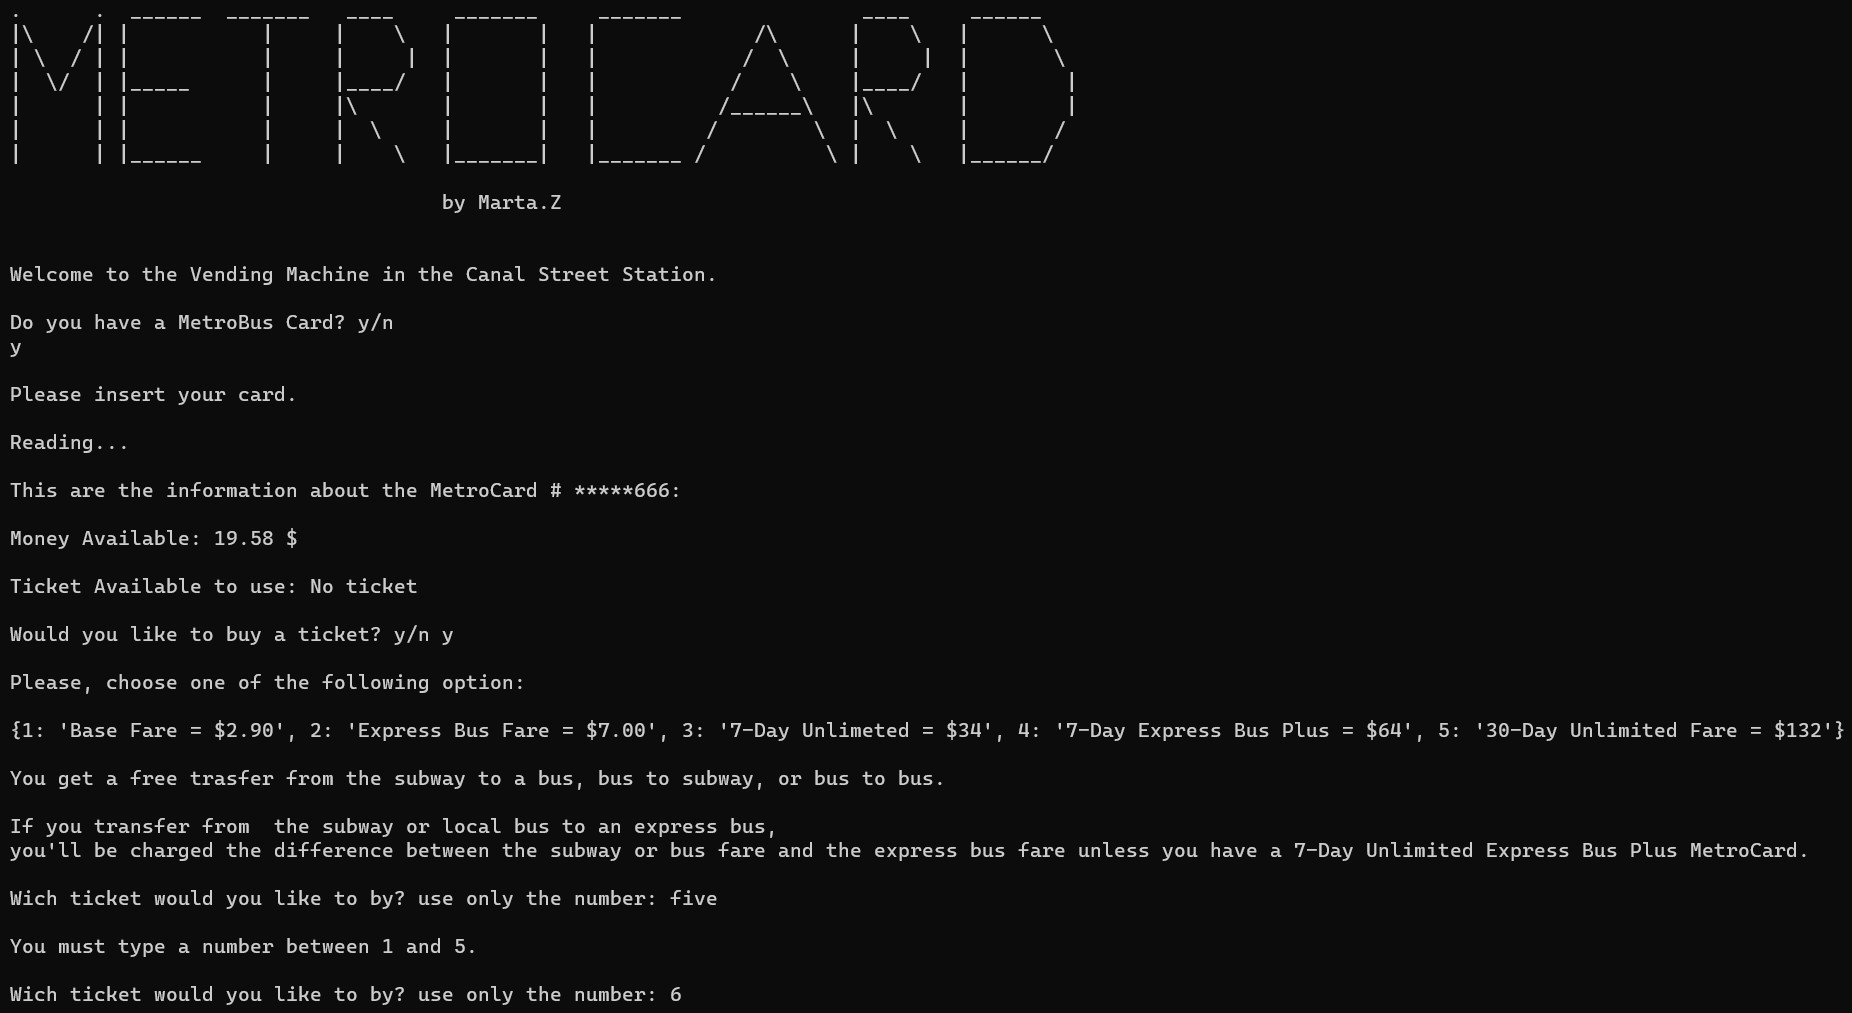 METROCARD
by Marta.Z
Welcome to the Vending Machine in the Canal Street Station.
Do you have a MetroBus Card? y/n
y
Please insert your card.
Reading...
This are the information about the MetroCard # *****666:
Money Available: 19.58 $
Ticket Available to use: No ticket
Would you like to buy a ticket? y/n y
Please, choose one of the following option:
{1: 'Base Fare = $2.90', 2: 'Express Bus Fare = $7.00', 3: '7-Day Unlimeted = $34', 4: '7-Day Express Bus Plus = $64', 5: '30-Day Unlimited Fare = $132'}
You get a free trasfer from the subway to a bus, bus to subway, or bus to bus.
If you transfer from  the subway or local bus to an express bus,
you'll be charged the difference between the subway or bus fare and the express bus fare unless you have a 7-Day Unlimited Express Bus Plus MetroCard.
Wich ticket would you like to by? use only the number: five
You must type a number between 1 and 5.
Wich ticket would you like to by? use only the number: 6